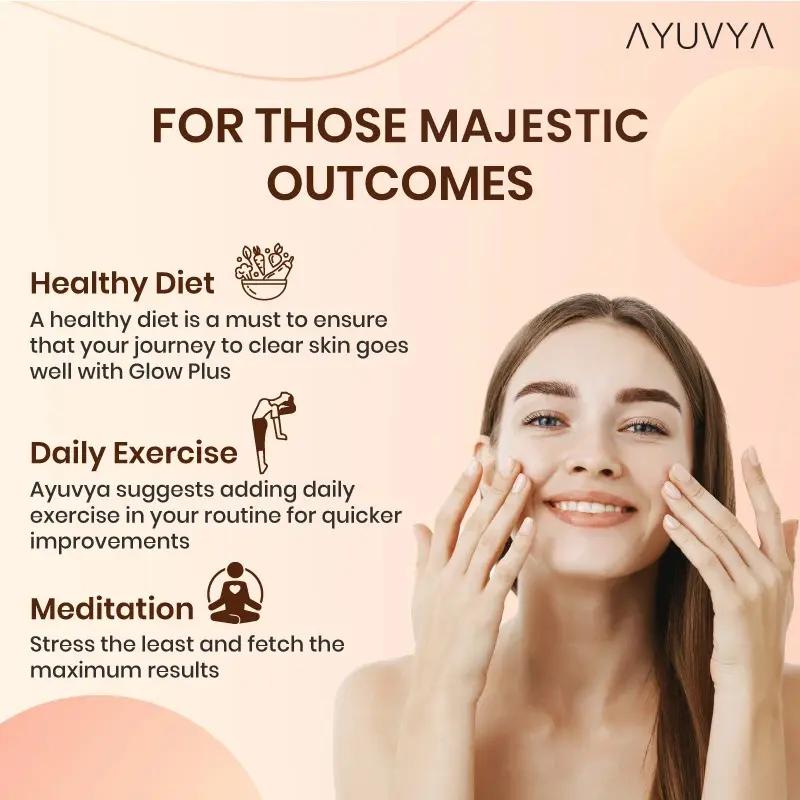 AYUVYA
FOR THOSE MAJESTIC
OUTCOMES
Healthy Diet
A healthy diet is a must to ensure
that your journey to clear skin goes
well with Glow Plus
Daily Exercise
Ayuvya suggests adding daily
exercise in your routine for quicker
improvements
Meditation
Stress the least and fetch the
maximum results